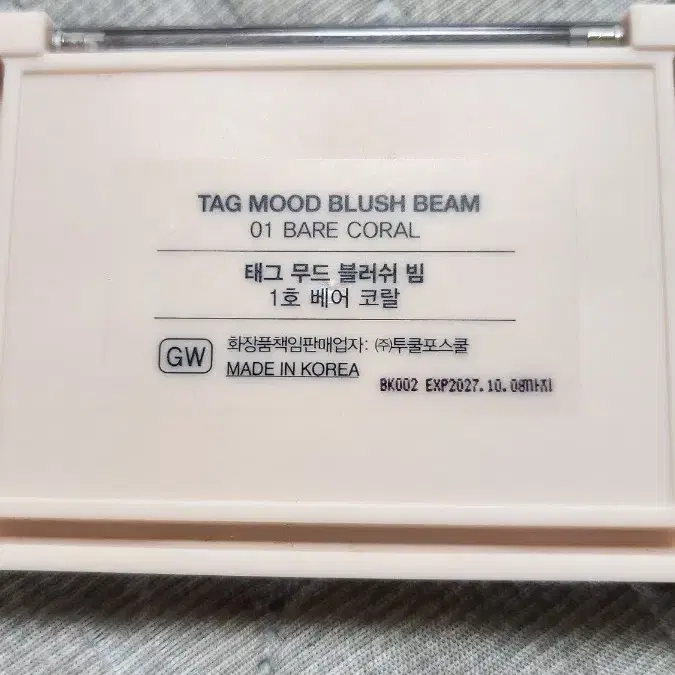 TAG MOOD BLUSH BEAM
01 BARE CORAL
태그 무드 블러쉬 빔
1호 베어 코랄
GW
화장품책임판매업자: ㈜투쿨포스쿨
MADE IN KOREA
BK002 EXP2027.10.08까지